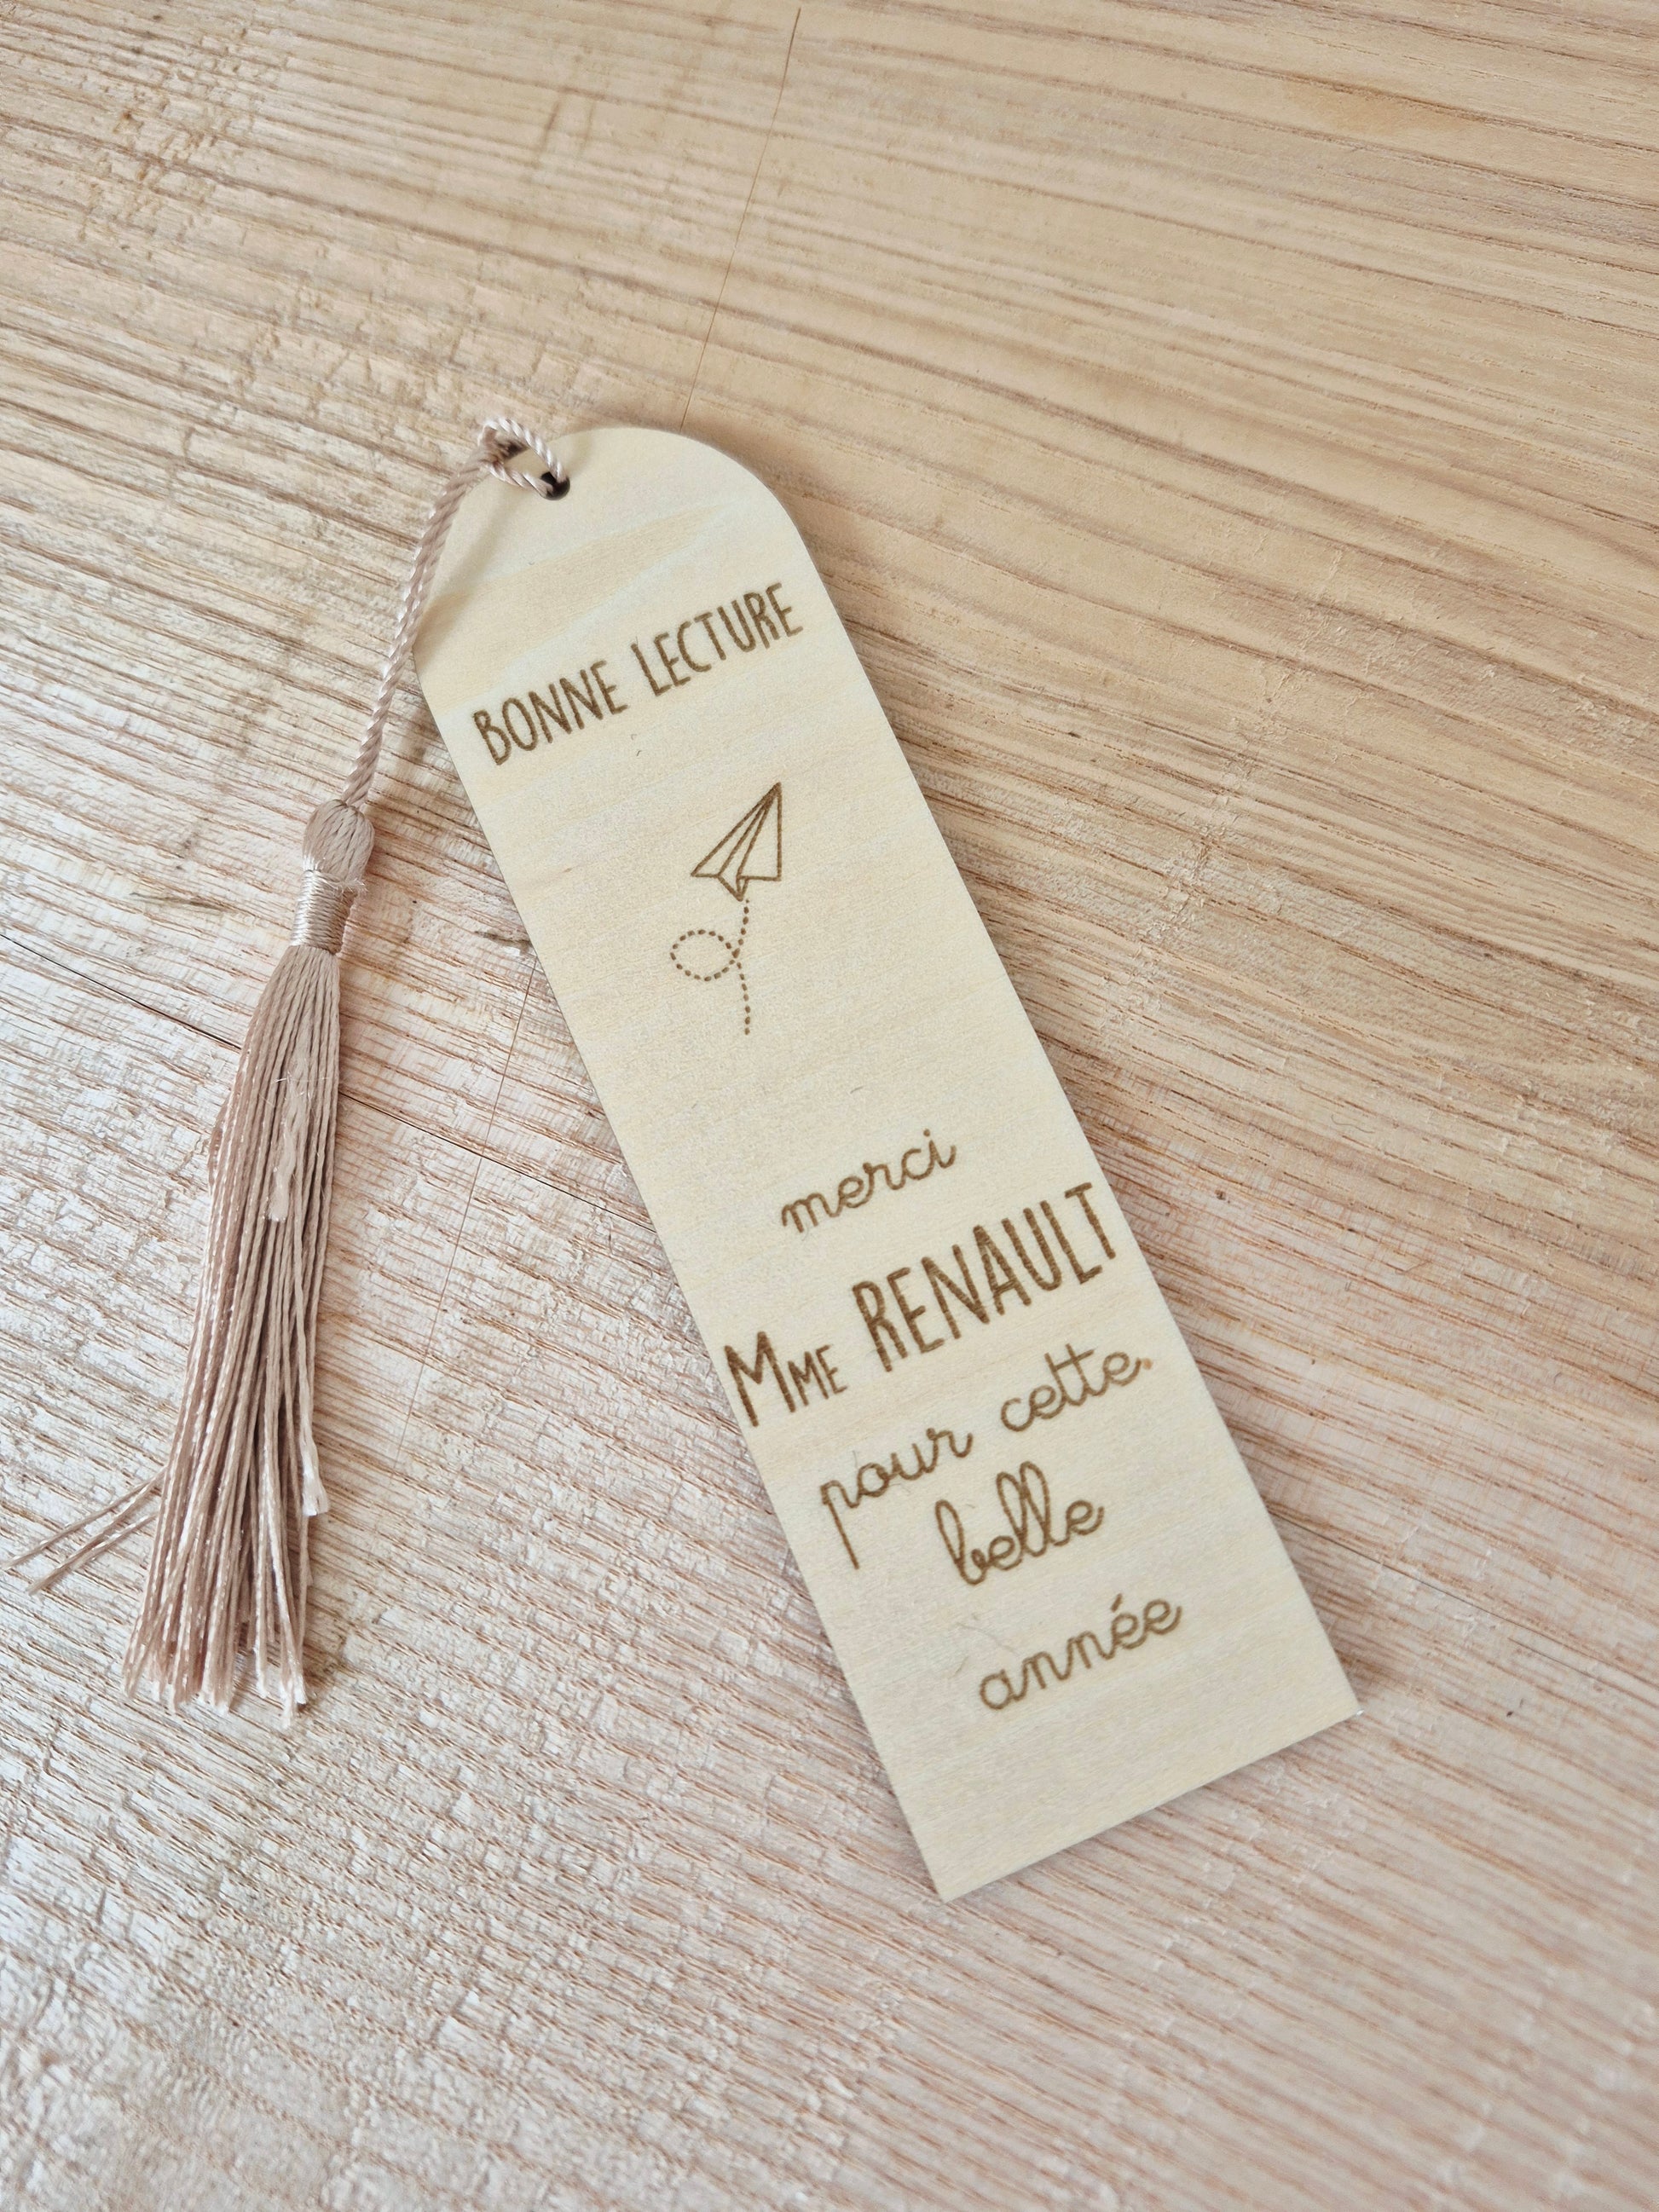 BONNE LECTURE
merci
MME RENAULT
pour cette
belle
année